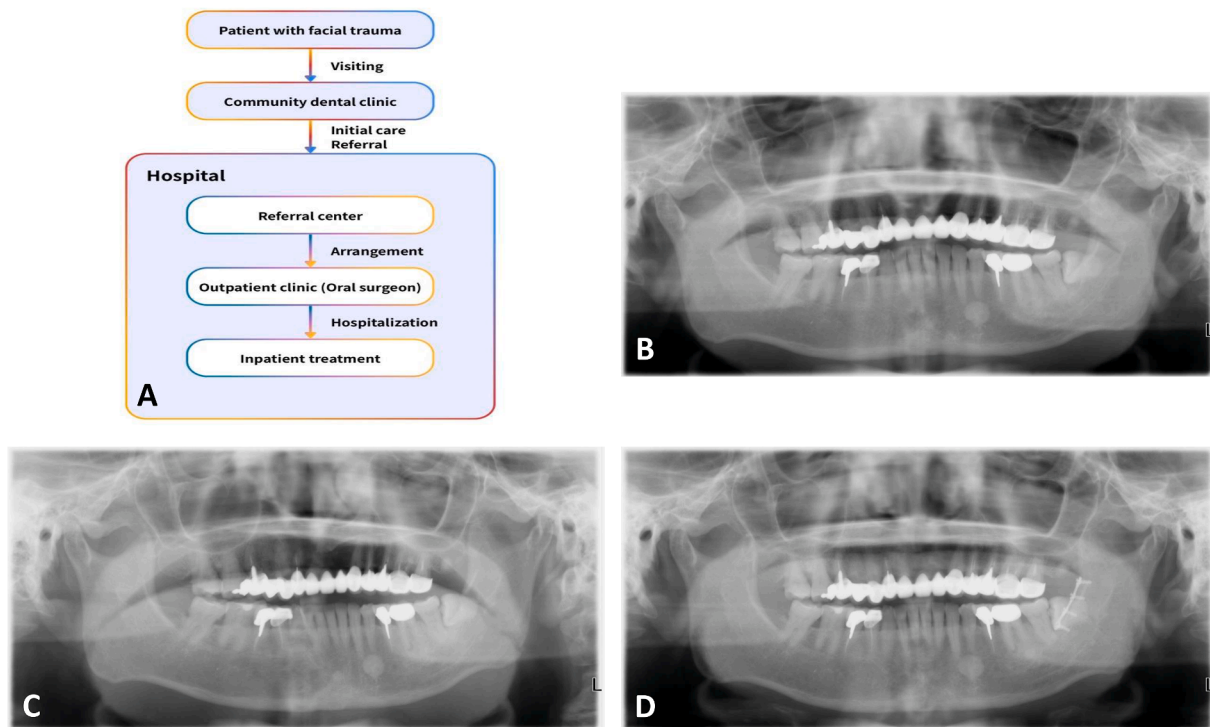 Patient with facial trauma
Visiting
Community dental clinic
Initial care
Referral
Hospital
Referral center
Arrangement
Outpatient clinic (Oral surgeon)
Hospitalization
Inpatient treatment
A
B
C
L
D